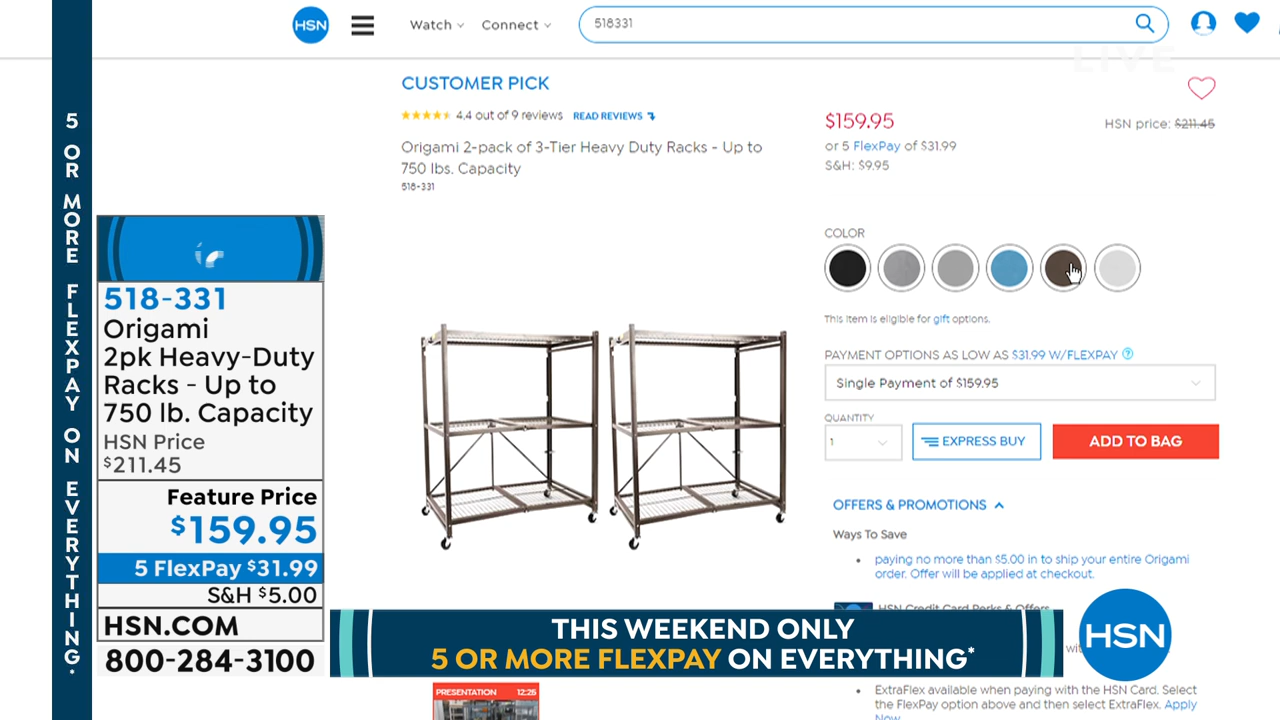 5 OR MORE FLEXPAY ON EVERYTHING.*
HSN
Watch
Connect
518331
LIVE
CUSTOMER PICK
4.4 out of 9 reviews
READ REVIEWS
Origami 2-pack of 3-Tier Heavy Duty Racks - Up to
750 lbs. Capacity
518-331
$159.95
HSN price: $211.45
or 5 FlexPay of $31.99
S&H: $9.95
COLOR
This item is eligible for gift options.
PAYMENT OPTIONS AS LOW AS $31.99 W/FLEXPAY ?
Single Payment of $159.95
QUANTITY
1
EXPRESS BUY
ADD TO BAG
OFFERS & PROMOTIONS
Ways To Save
paying no more than $5.00 in to ship your entire Origami
order. Offer will be applied at checkout.
HSN Credit Card Perks & Offers
ExtraFlex available when paying with the HSN Card. Select
the FlexPay option above and then select ExtraFlex. Apply
Now
518-331
Origami
2pk Heavy-Duty
Racks - Up to
750 lb. Capacity
HSN Price
$211.45
Feature Price
$159.95
5 FlexPay $31.99
S&H $5.00
HSN.COM
800-284-3100
THIS WEEKEND ONLY
5 OR MORE FLEXPAY ON EVERYTHING*
HSN
PRESENTATION 12:25